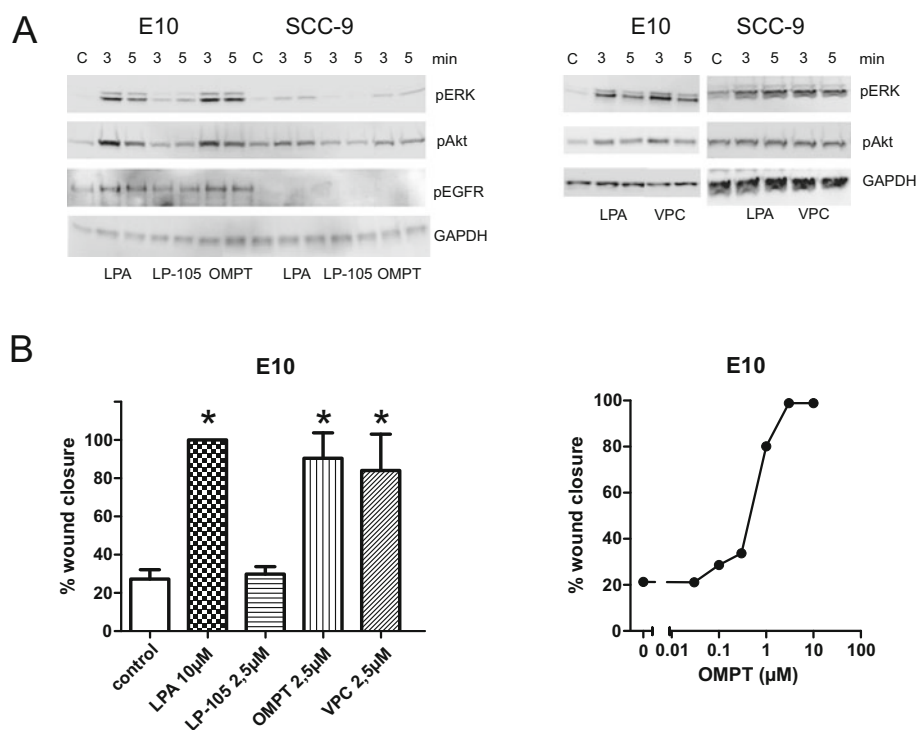 A
E10 SCC-9
C 3 5 3 5 3 5 C 3 5 3 5 3 5 min
pERK
pAkt
pEGFR
GAPDH
LPA LP-105 OMPT LPA LP-105 OMPT
E10 SCC-9
C 3 5 3 5 C 3 5 3 5 min
pERK
pAkt
GAPDH
LPA VPC LPA VPC
B
E10
% wound closure
100
80
60
40
20
0
* * *
control
LPA 10µM
LP-105 2,5µM
OMPT 2,5µM
VPC 2,5µM
E10
% wound closure
100
80
60
40
20
0
0 0.01 0.1 1 10 100
OMPT (µM)